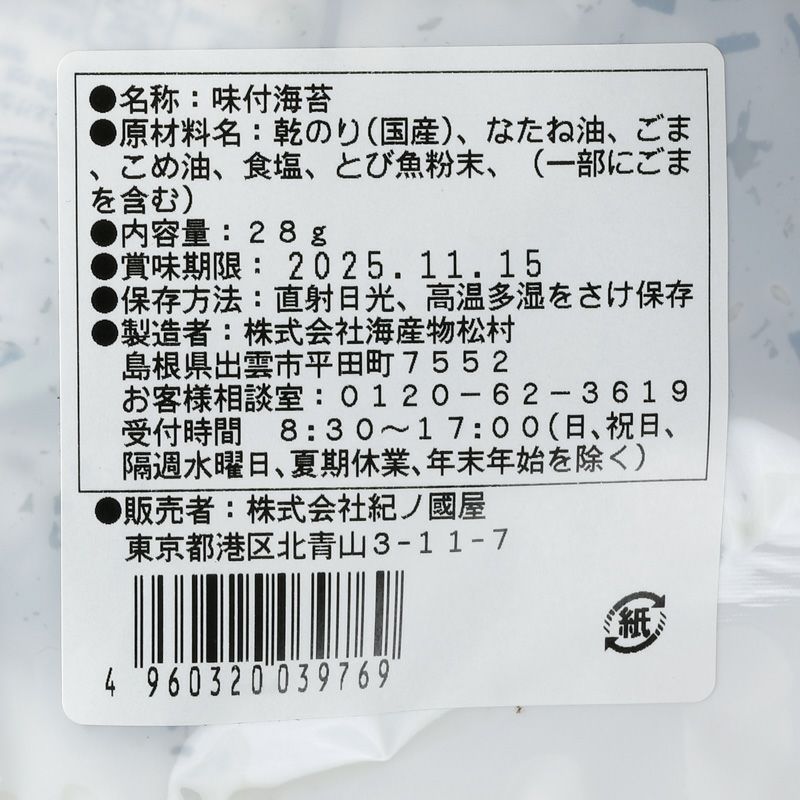 ●名称：味付海苔
●原材料名：乾のり(国産)、なたね油、ごま
、こめ油、食塩、とび魚粉末、（一部にごま
を含む）
●内容量：２８ｇ
●賞味期限：2025.11.15
●保存方法：直射日光、高温多湿をさけ保存
●製造者：株式会社海産物松村
島根県出雲市平田町７５５２
お客様相談室：０１２０－６２－３６１９
受付時間　８:３０～１７:００(日､祝日､
隔週水曜日､夏期休業､年末年始を除く)
●販売者：株式会社紀ノ國屋
東京都港区北青山３-１１-７
紙
4 960320 039769